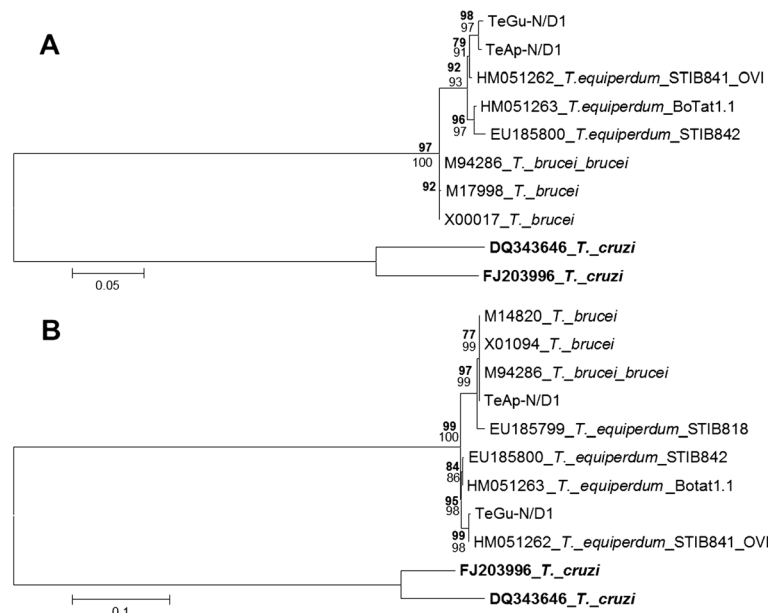 A
98
97
TeGu-N/D1
79
91
TeAp-N/D1
92
93
HM051262_T.equiperdum_STIB841_OVI
HM051263_T.equiperdum_BoTat1.1
96
97
EU185800_T.equiperdum_STIB842
97
100
M94286_T._brucei_brucei
92
M17998_T._brucei
X00017_T._brucei
DQ343646_T._cruzi
FJ203996_T._cruzi
0.05
B
M14820_T._brucei
77
99
X01094_T._brucei
97
99
M94286_T._brucei_brucei
TeAp-N/D1
99
100
EU185799_T._equiperdum_STIB818
84
86
EU185800_T._equiperdum_STIB842
HM051263_T._equiperdum_Botat1.1
95
98
TeGu-N/D1
99
98
HM051262_T._equiperdum_STIB841_OVI
FJ203996_T._cruzi
DQ343646_T._cruzi
0.1